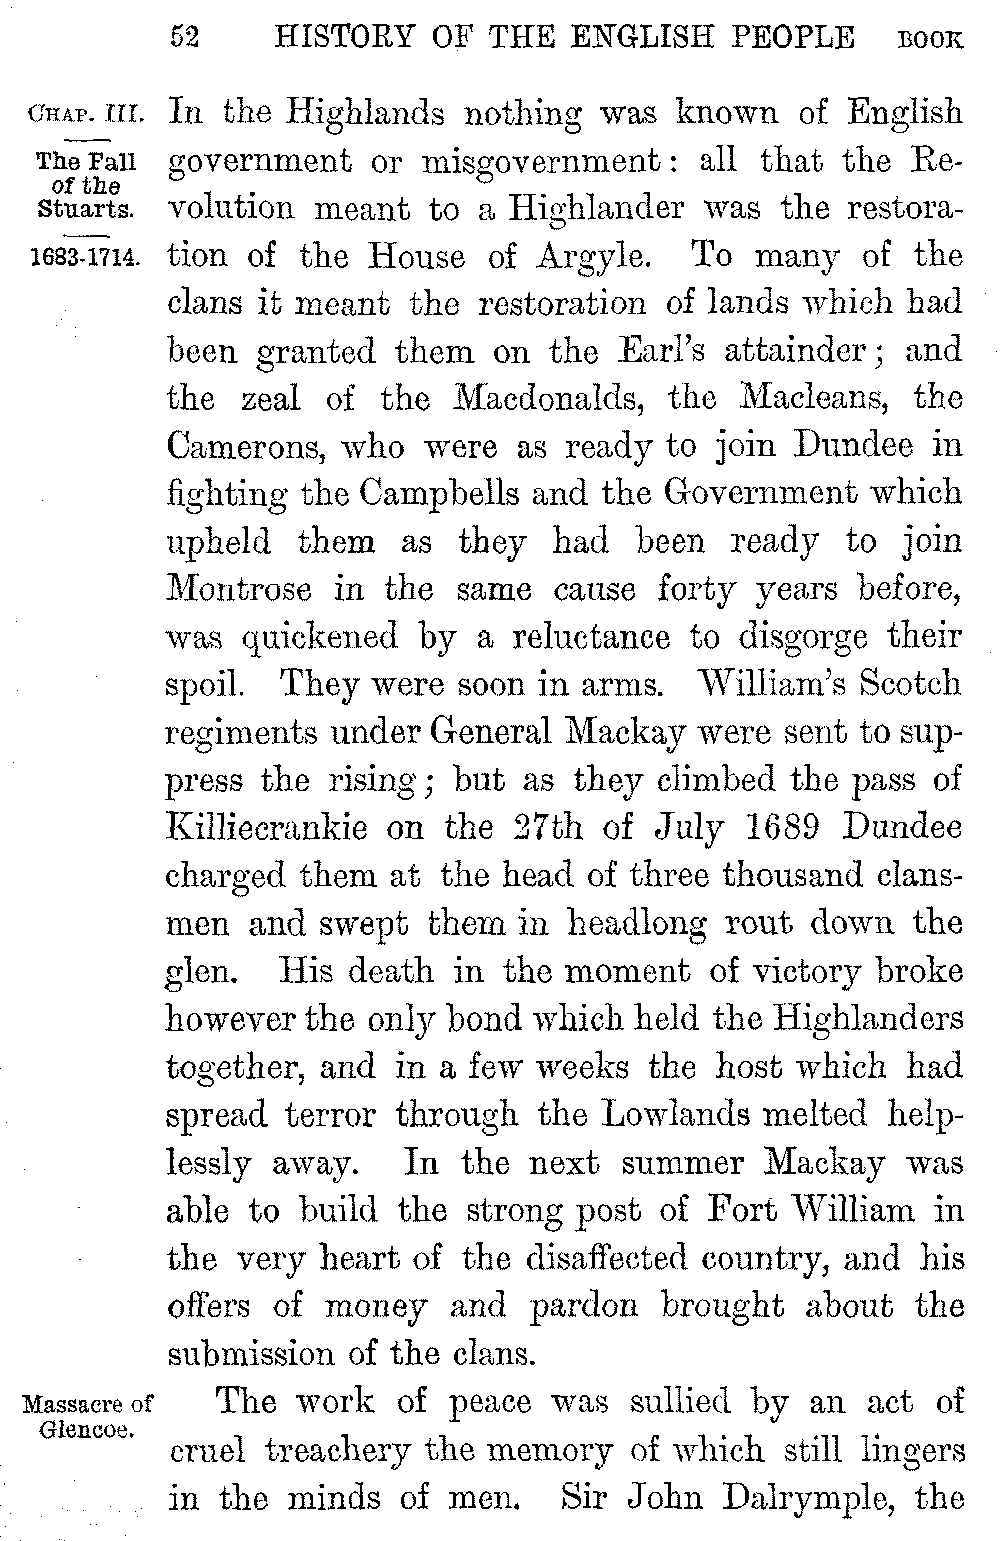 52 HISTORY OF THE ENGLISH PEOPLE BOOK
CHAP. III.
The Fall
of the
Stuarts.
1683-1714.
In the Highlands nothing was known of English
government or misgovernment: all that the Re-
volution meant to a Highlander was the restora-
tion of the House of Argyle. To many of the
clans it meant the restoration of lands which had
been granted them on the Earl's attainder; and
the zeal of the Macdonalds, the Macleans, the
Camerons, who were as ready to join Dundee in
fighting the Campbells and the Government which
upheld them as they had been ready to join
Montrose in the same cause forty years before,
was quickened by a reluctance to disgorge their
spoil. They were soon in arms. William's Scotch
regiments under General Mackay were sent to sup-
press the rising; but as they climbed the pass of
Killiecrankie on the 27th of July 1689 Dundee
charged them at the head of three thousand clans-
men and swept them in headlong rout down the
glen. His death in the moment of victory broke
however the only bond which held the Highlanders
together, and in a few weeks the host which had
spread terror through the Lowlands melted help-
lessly away. In the next summer Mackay was
able to build the strong post of Fort William in
the very heart of the disaffected country, and his
offers of money and pardon brought about the
submission of the clans.
Massacre of
Glencoe.
The work of peace was sullied by an act of
cruel treachery the memory of which still lingers
in the minds of men. Sir John Dalrymple, the